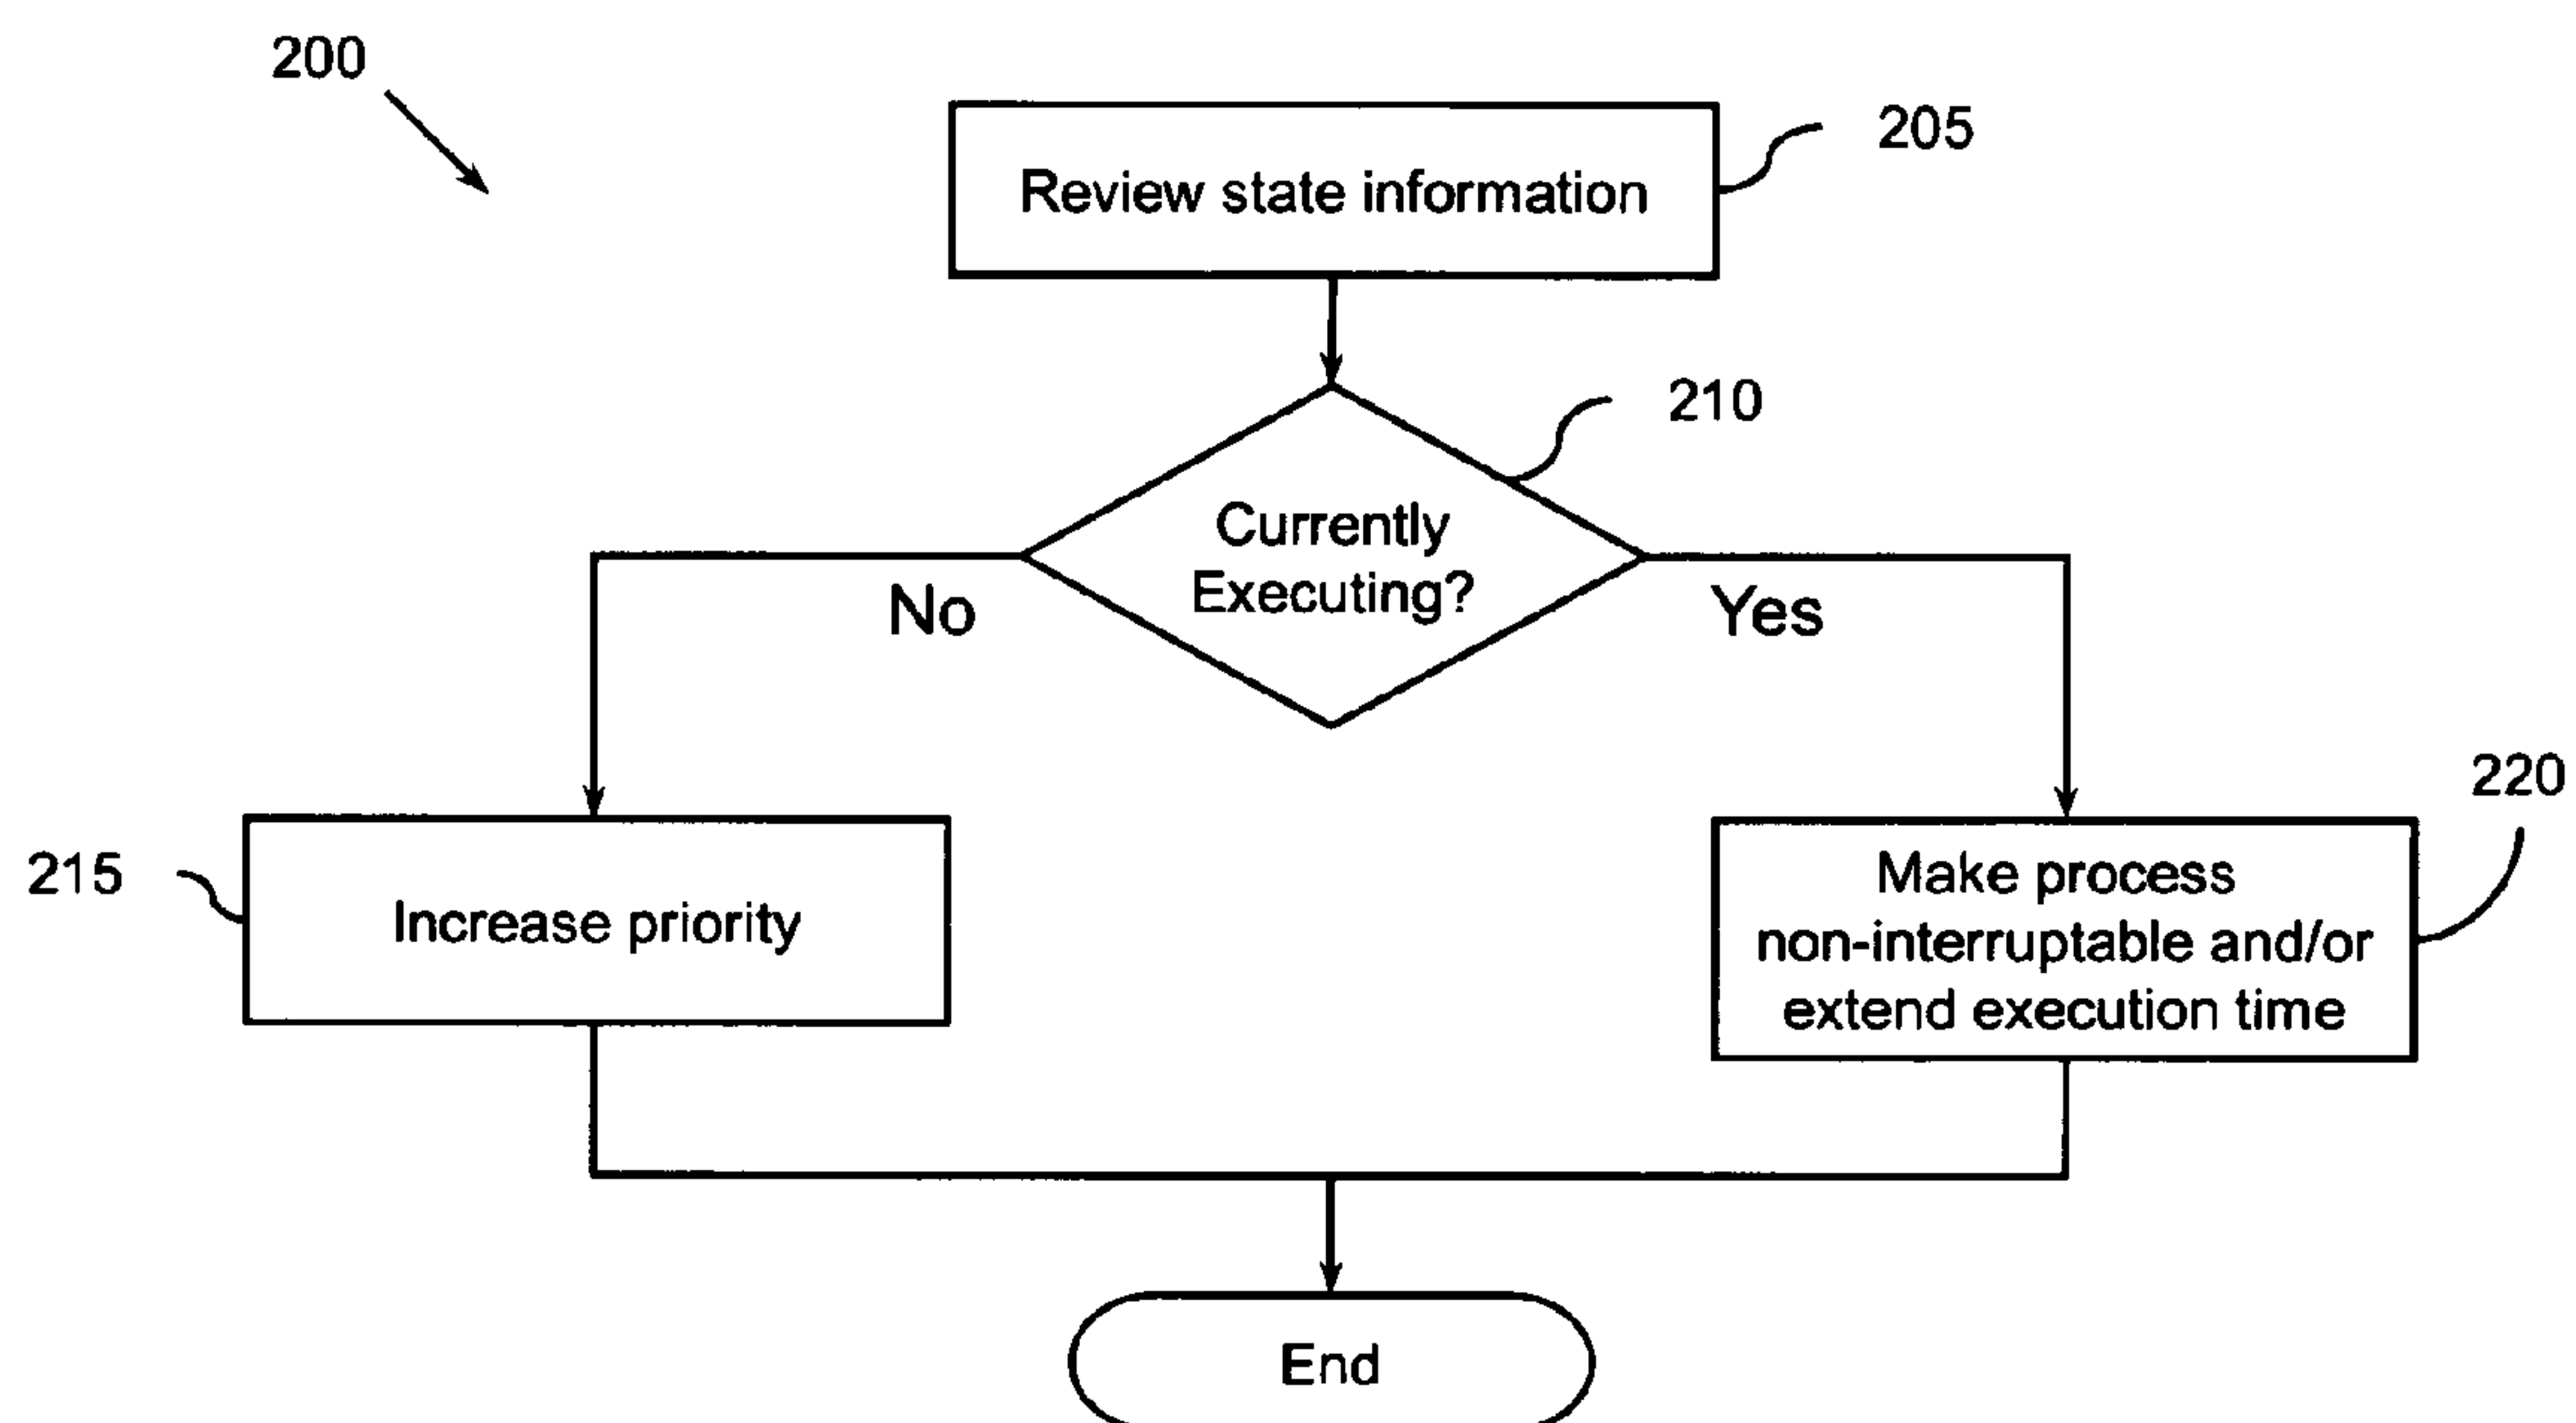 200
205
Review state information
210
Currently
Executing?
No
Yes
215
Increase priority
220
Make process
non-interruptable and/or
extend execution time
End